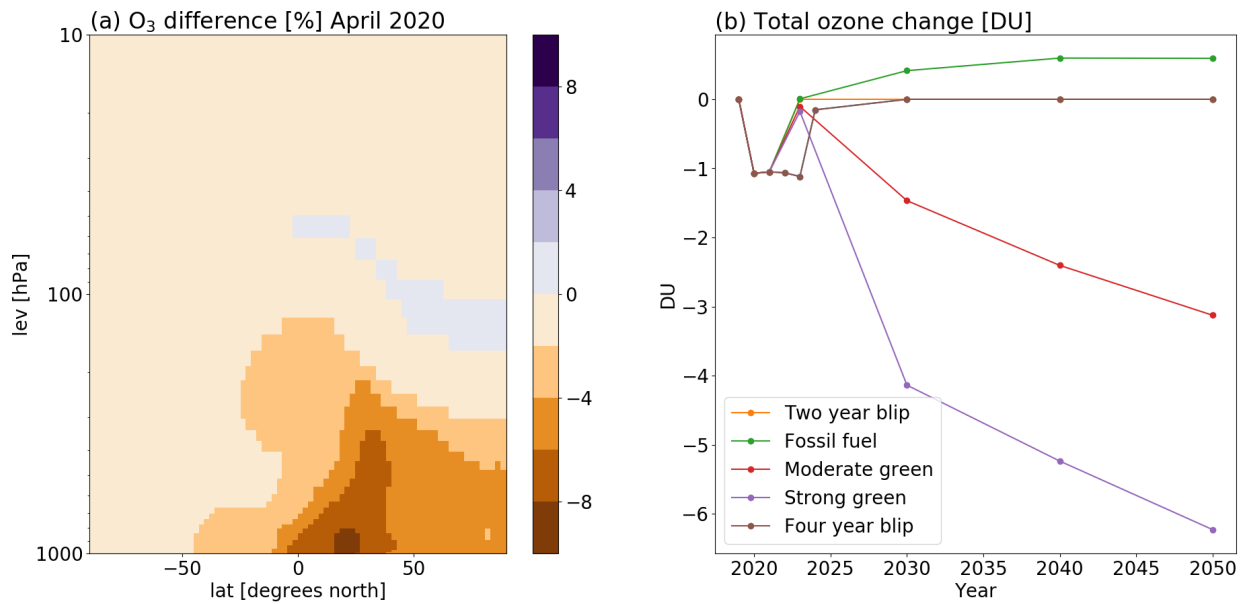 (a) O₃ difference [%] April 2020
10
100
1000
lev [hPa]
−50
0
50
lat [degrees north]
8
4
0
−4
−8
(b) Total ozone change [DU]
0
−1
−2
−3
−4
−5
−6
DU
Two year blip
Fossil fuel
Moderate green
Strong green
Four year blip
2020
2025
2030
2035
2040
2045
2050
Year